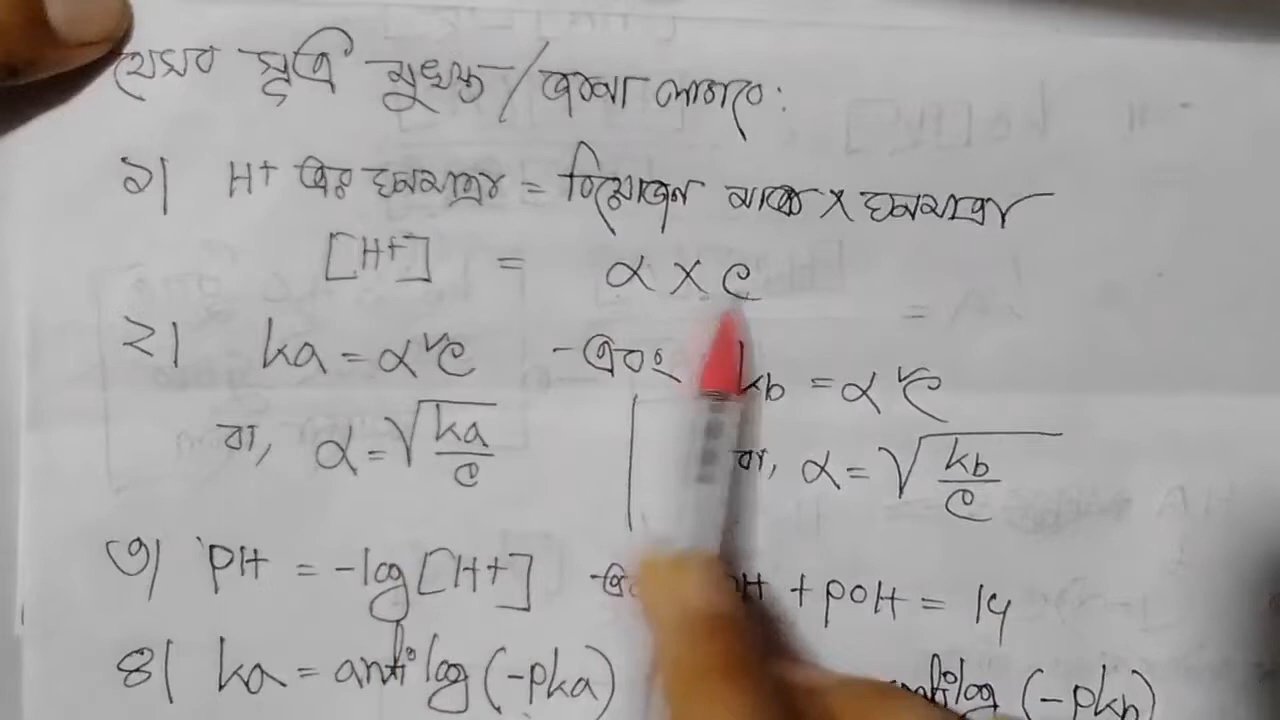 যেসব সূত্র মুখস্ত/জানা লাগবে:
১। H+ এর ঘনমাত্রা = বিয়োজন মাত্রা × ঘনমাত্রা
[H+] = α × c
২। ka = α²c এবং kb = α²c
বা, α = √ka/c বা, α = √kb/c
৩। pH = -log[H+] + pOH = 14
৪। ka = antilog(-pka) antilog (-pkb)